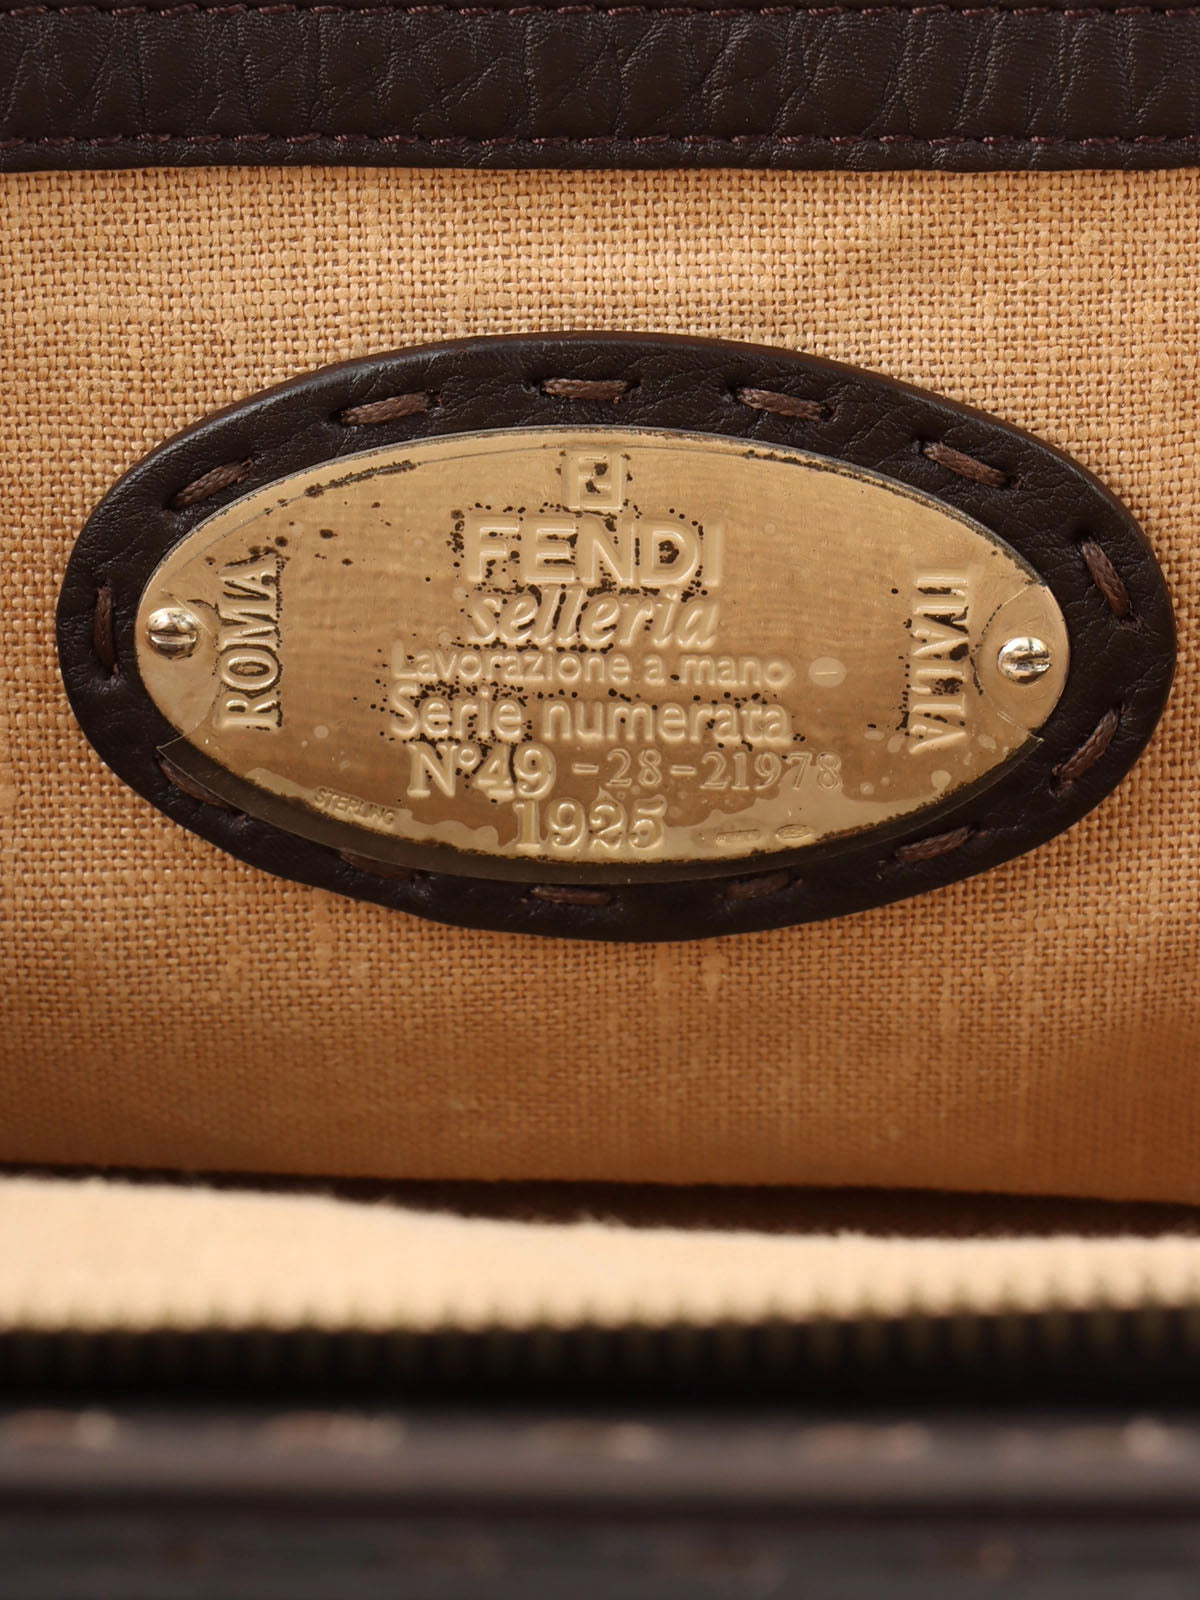 FENDI
selleria
Lavorazione a mano
Serie numerata
N°49 -28-21978
1925
ROMA
ITALIA
STERLING